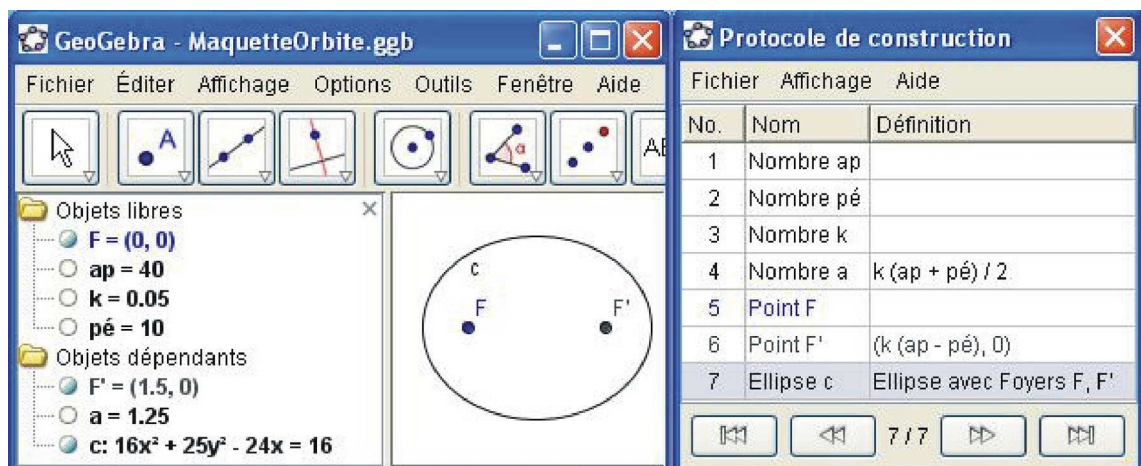 GeoGebra - MaquetteOrbite.ggb
Fichier Éditer Affichage Options Outils Fenêtre Aide
A
α
Objets libres
F = (0, 0)
ap = 40
k = 0.05
pé = 10
Objets dépendants
F' = (1.5, 0)
a = 1.25
c: 16x² + 25y² - 24x = 16
c
F F'
Protocole de construction
Fichier Affichage Aide
No. Nom Définition
1 Nombre ap
2 Nombre pé
3 Nombre k
4 Nombre a k (ap + pé) / 2
5 Point F
6 Point F' (k (ap - pé), 0)
7 Ellipse c Ellipse avec Foyers F, F'
7 / 7